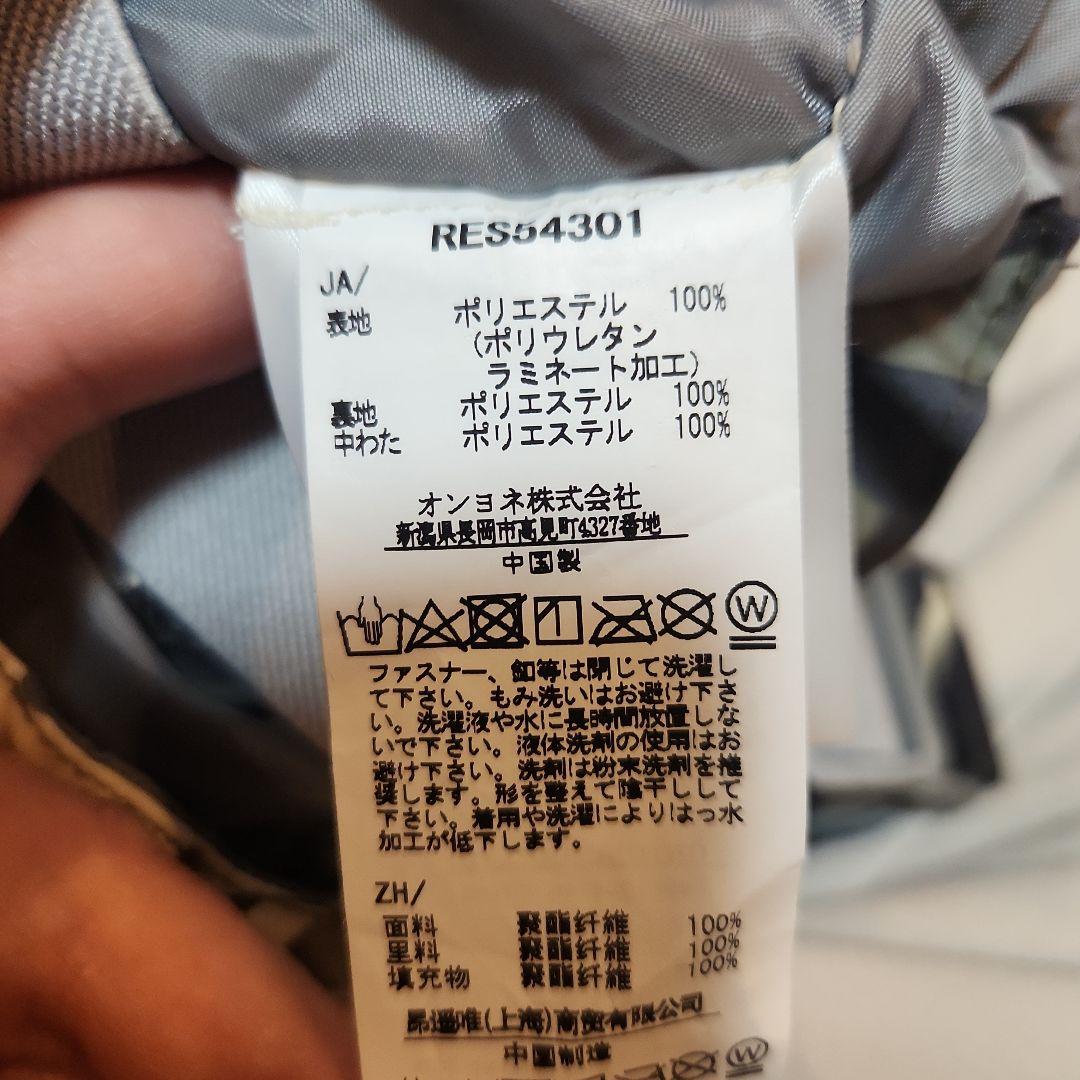 RES54301
JA/
表地 ポリエステル 100%
(ポリウレタン
ラミネート加工)
裏地 ポリエステル 100%
中わた ポリエステル 100%
オンヨネ株式会社
新潟県長岡市高見町4327番地
中国製
W
ファスナー、釦等は閉じて洗濯し
て下さい。もみ洗いはお避け下さ
い。洗濯液や水に長時間放置しな
いで下さい。液体洗剤の使用はお
避け下さい。洗剤は粉末洗剤を推
奨します。形を整えて陰干しして
下さい。着用や洗濯によりはっ水
加工が低下します。
ZH/
面料 聚酯纤维 100%
里料 聚酯纤维 100%
填充物 聚酯纤维 100%
(上海)商贸有限公司
中国制造
W